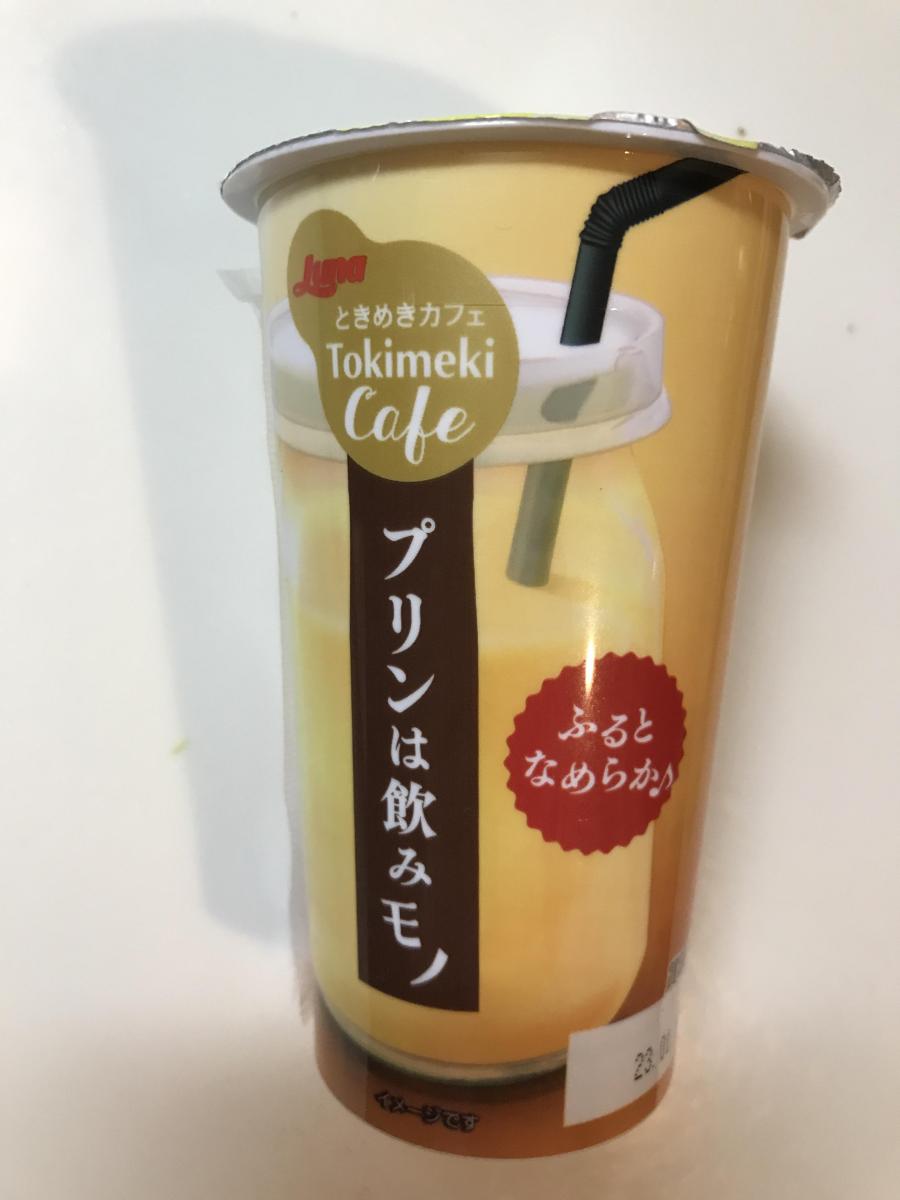 Luna
ときめきカフェ
Tokimeki
Cafe
プリンは飲みモノ
ふると
なめらか♪
イメージです